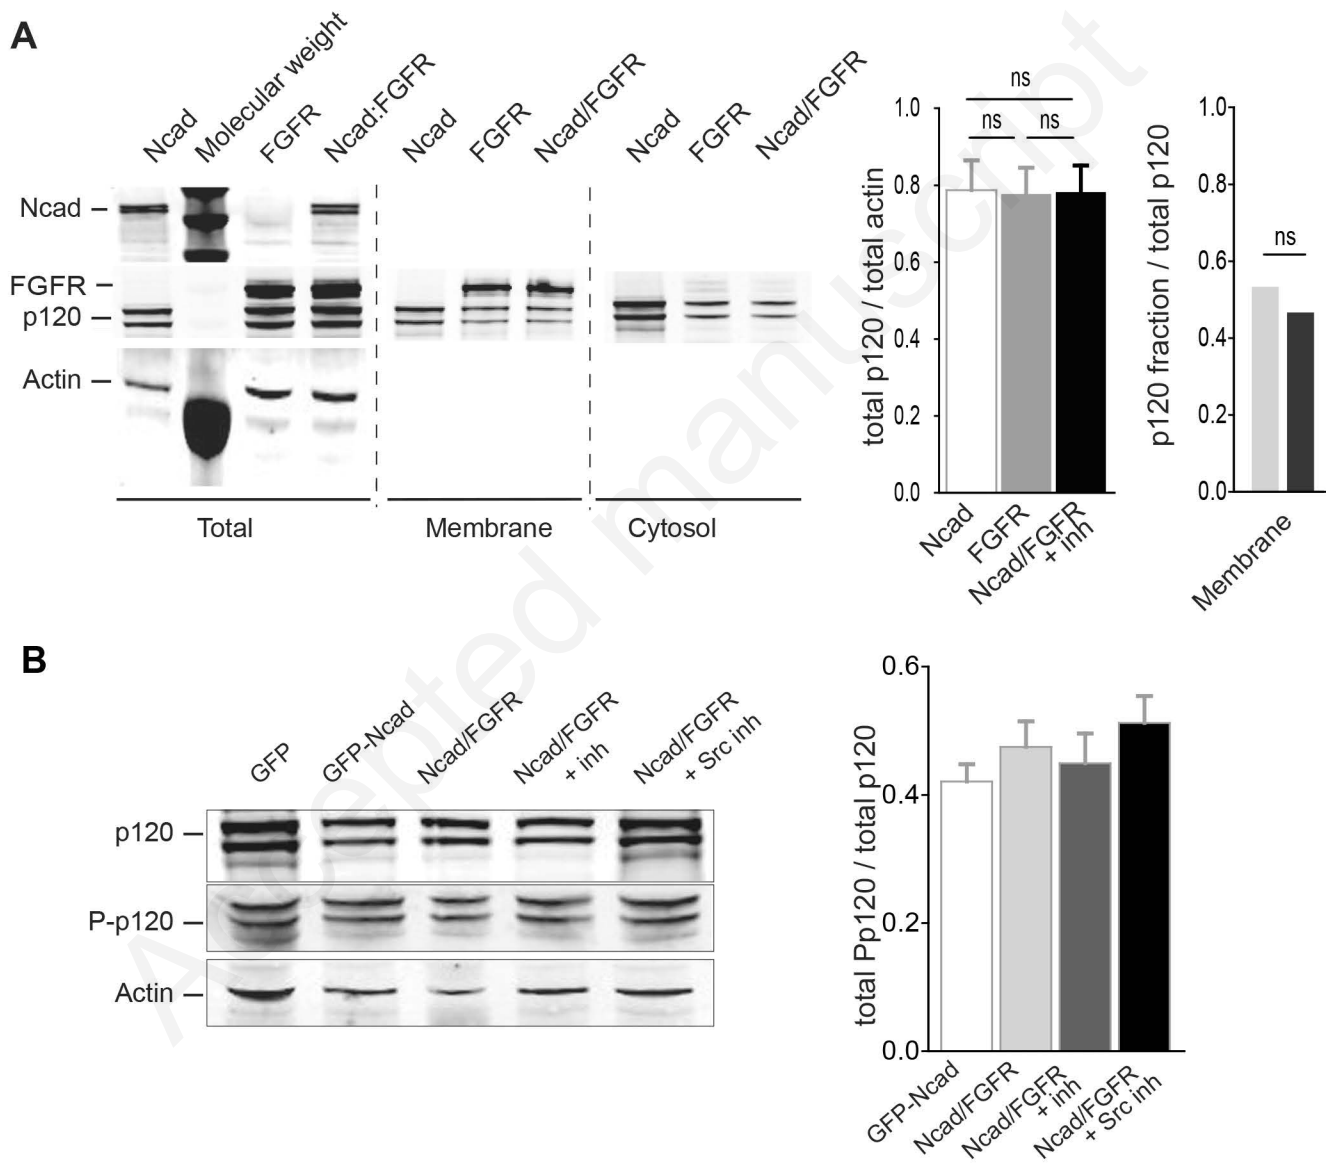 A
Ncad
Molecular weight
FGFR
Ncad:FGFR
Ncad
FGFR
Ncad/FGFR
Ncad
FGFR
Ncad/FGFR
Ncad
FGFR
p120
Actin
Total
Membrane
Cytosol
total p120 / total actin
1.0
0.8
0.6
0.4
0.2
0.0
ns
ns
ns
Ncad
FGFR
Ncad/FGFR
+ inh
p120 fraction / total p120
1.0
0.8
0.6
0.4
0.2
0.0
ns
Membrane
B
GFP
GFP-Ncad
Ncad/FGFR
Ncad/FGFR
+ inh
Ncad/FGFR
+ Src inh
p120
P-p120
Actin
total Pp120 / total p120
0.6
0.4
0.2
0.0
GFP-Ncad
Ncad/FGFR
Ncad/FGFR
+ inh
Ncad/FGFR
+ Src inh
Accepted manuscript